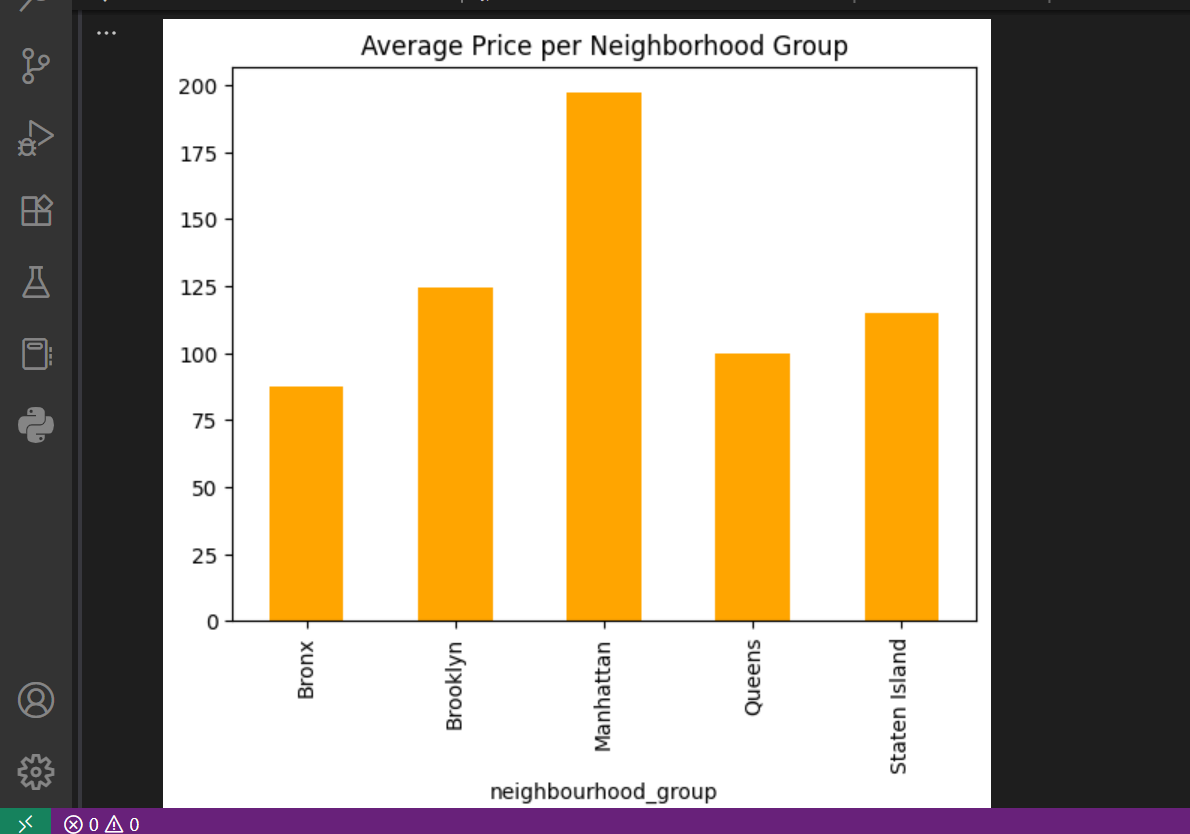 ...
Average Price per Neighborhood Group
200
175
150
125
100
75
50
25
0
Bronx
Brooklyn
Manhattan
Queens
Staten Island
neighbourhood_group
0 0